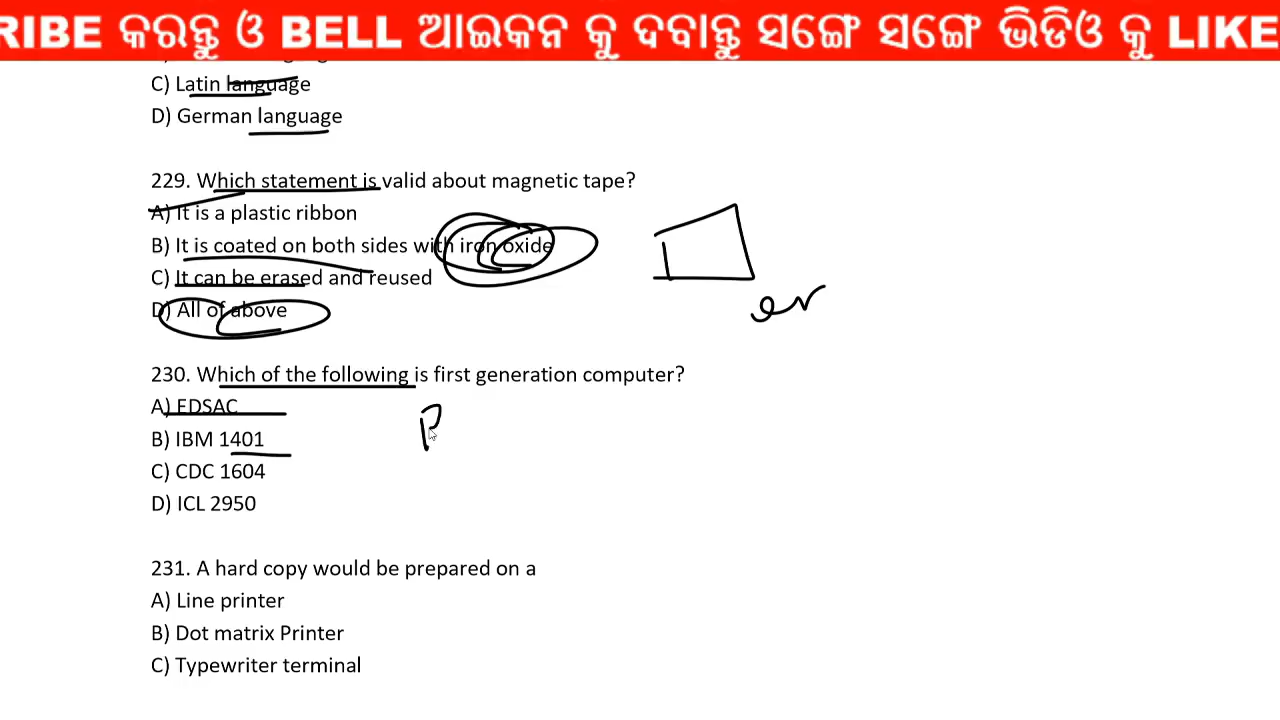 RIBE କରନ୍ତୁ ଓ BELL ଆଇକନ କୁ ଦବାନ୍ତୁ ସଙ୍ଗେ ସଙ୍ଗେ ଭିଡିଓ କୁ LIKE
C) Latin language
D) German language
229. Which statement is valid about magnetic tape?
A) It is a plastic ribbon
B) It is coated on both sides with iron oxide
C) It can be erased and reused
D) All of above
er
230. Which of the following is first generation computer?
A) EDSAC
B) IBM 1401
C) CDC 1604
D) ICL 2950
231. A hard copy would be prepared on a
A) Line printer
B) Dot matrix Printer
C) Typewriter terminal